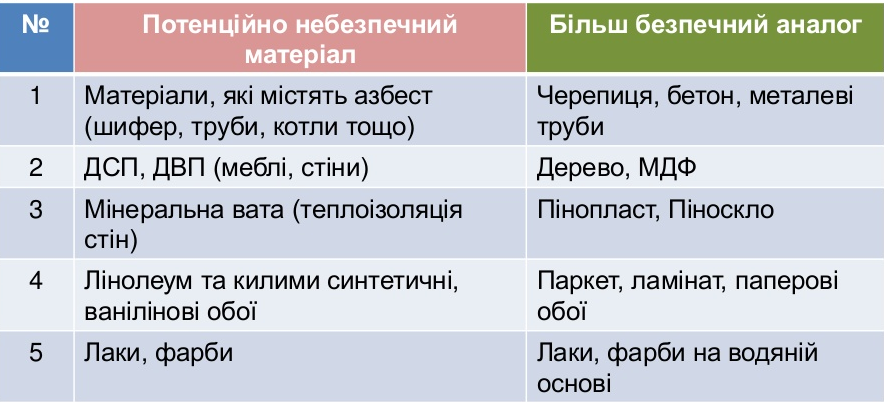 № Потенційно небезпечний матеріал Більш безпечний аналог
1 Матеріали, які містять азбест Черепиця, бетон, металеві
(шифер, труби, котли тощо) труби
2 ДСП, ДВП (меблі, стіни) Дерево, МДФ
3 Мінеральна вата (теплоізоляція Пінопласт, Піноскло
стін)
4 Лінолеум та килими синтетичні, Паркет, ламінат, паперові
ванілінові обої обої
5 Лаки, фарби Лаки, фарби на водяній
основі